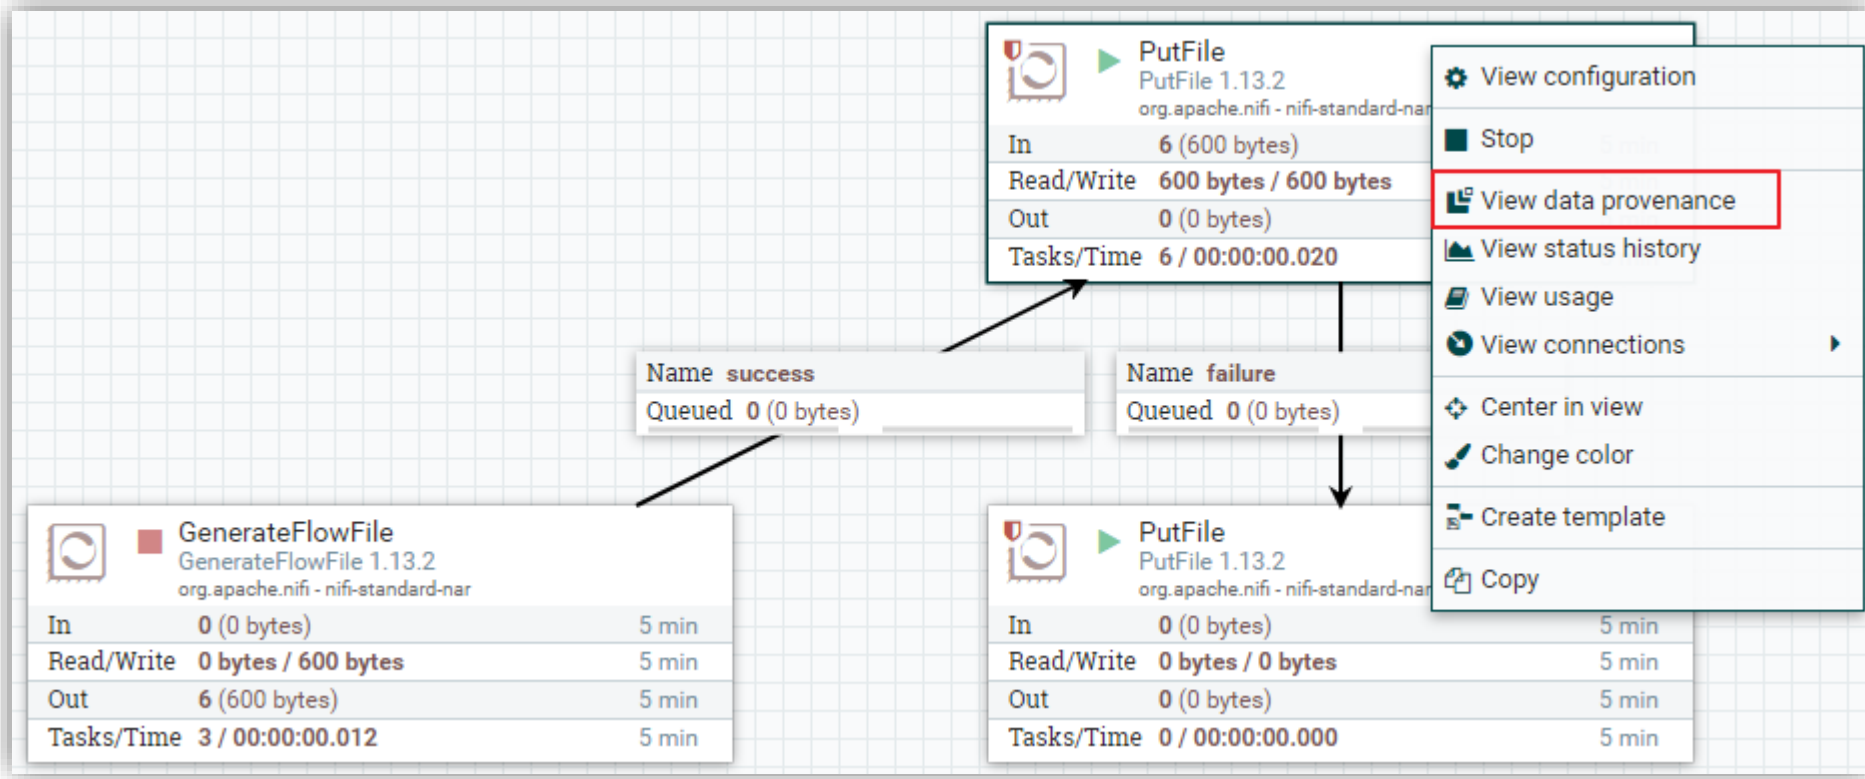 PutFile
PutFile 1.13.2
org.apache.nifi - nifi-standard-nar
In 6 (600 bytes)
Read/Write 600 bytes / 600 bytes
Out 0 (0 bytes)
Tasks/Time 6 / 00:00:00.020
View configuration
Stop
View data provenance
View status history
View usage
View connections
Center in view
Change color
Create template
Copy
Name success
Queued 0 (0 bytes)
Name failure
Queued 0 (0 bytes)
GenerateFlowFile
GenerateFlowFile 1.13.2
org.apache.nifi - nifi-standard-nar
In 0 (0 bytes) 5 min
Read/Write 0 bytes / 600 bytes 5 min
Out 6 (600 bytes) 5 min
Tasks/Time 3 / 00:00:00.012 5 min
PutFile
PutFile 1.13.2
org.apache.nifi - nifi-standard-nar
In 0 (0 bytes) 5 min
Read/Write 0 bytes / 0 bytes 5 min
Out 0 (0 bytes) 5 min
Tasks/Time 0 / 00:00:00.000 5 min